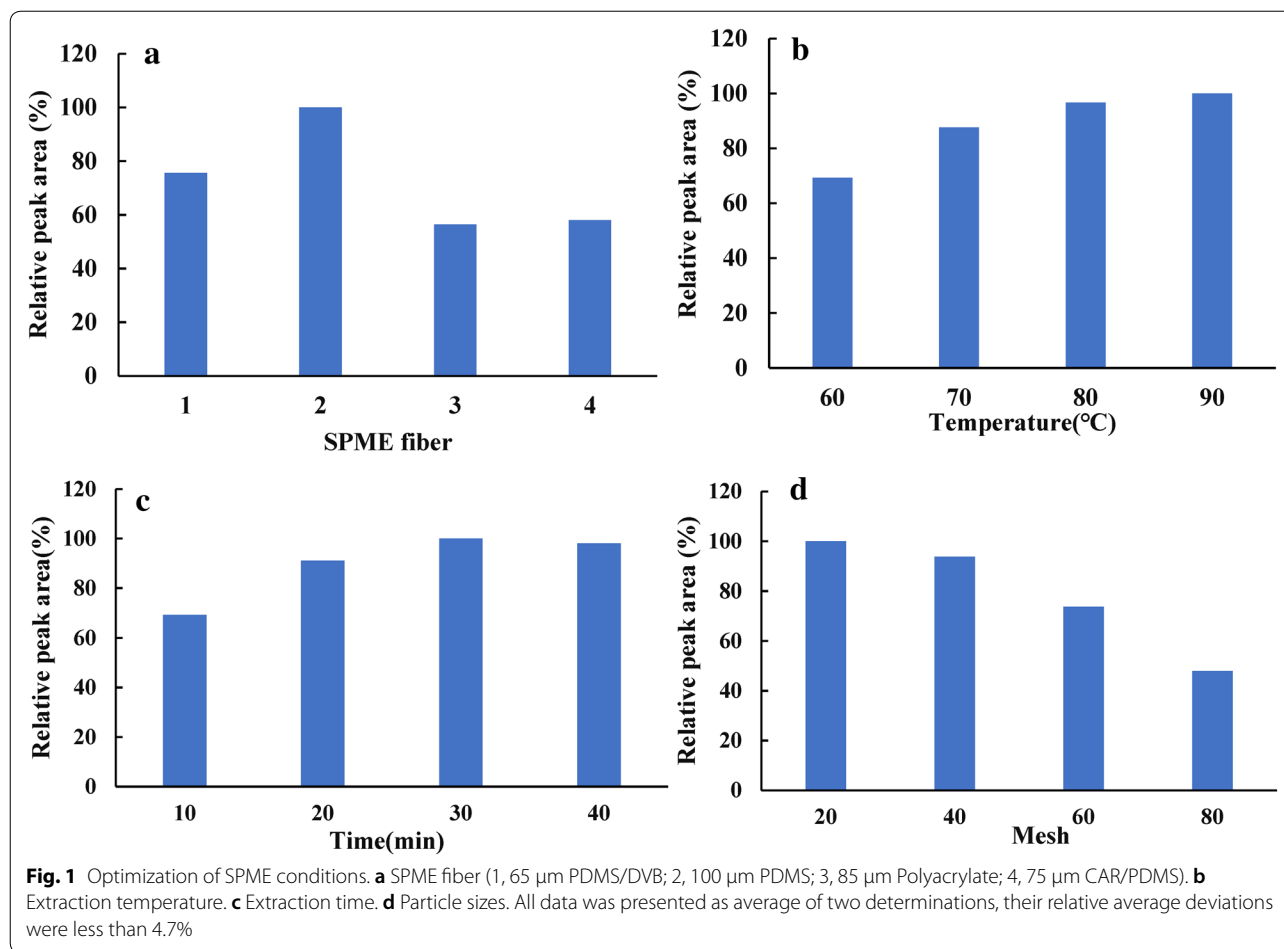 a
120
100
80
60
40
20
0
Relative peak area (%)
1 2 3 4
SPME fiber
b
120
100
80
60
40
20
0
Relative peak area (%)
60 70 80 90
Temperature(°C)
c
120
100
80
60
40
20
0
Relative peak area(%)
10 20 30 40
Time(min)
d
120
100
80
60
40
20
0
Relative peak area (%)
20 40 60 80
Mesh
Fig. 1 Optimization of SPME conditions. a SPME fiber (1, 65 µm PDMS/DVB; 2, 100 µm PDMS; 3, 85 µm Polyacrylate; 4, 75 µm CAR/PDMS). b
Extraction temperature. c Extraction time. d Particle sizes. All data was presented as average of two determinations, their relative average deviations
were less than 4.7%